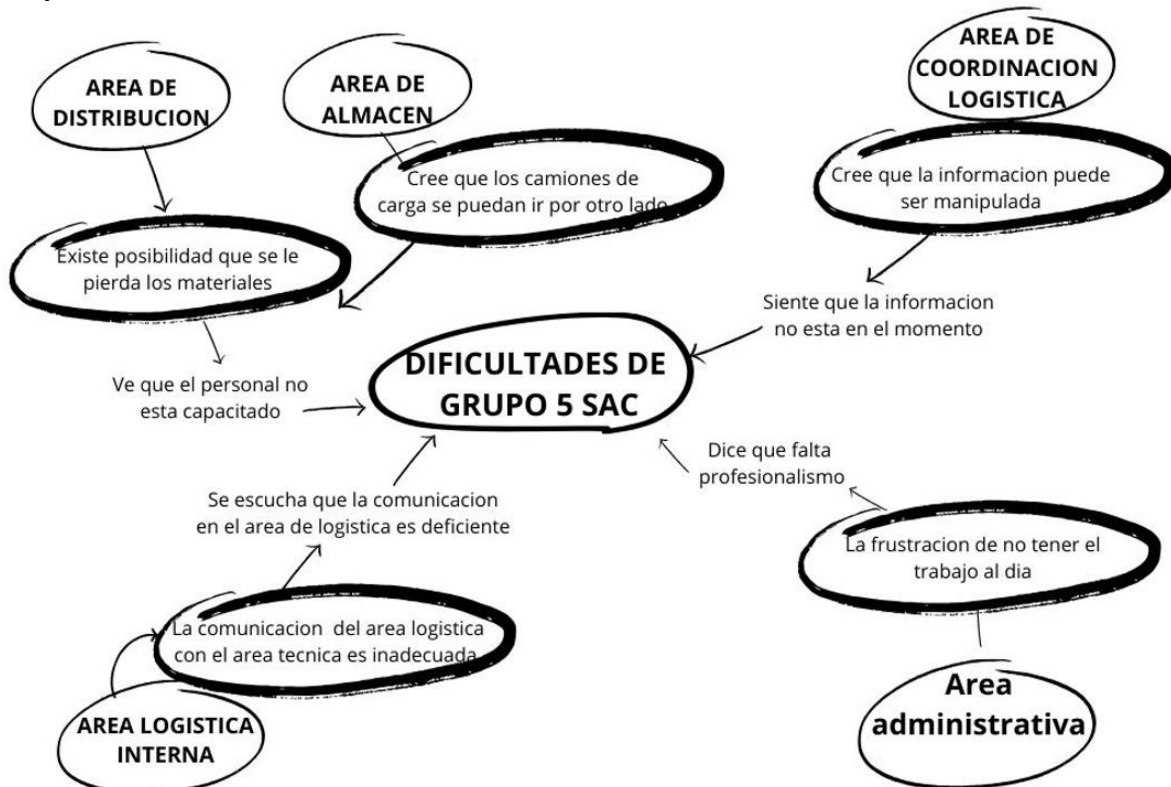 AREA DE
DISTRIBUCION
AREA DE
ALMACEN
AREA DE
COORDINACION
LOGISTICA
Cree que los camiones de
carga se puedan ir por otro lado
Cree que la informacion puede
ser manipulada
Existe posibilidad que se le
pierda los materiales
Siente que la informacion
no esta en el momento
Ve que el personal no
esta capacitado
DIFICULTADES DE
GRUPO 5 SAC
Dice que falta
profesionalismo
Se escucha que la comunicacion
en el area de logistica es deficiente
La frustracion de no tener el
trabajo al dia
La comunicacion del area logistica
con el area tecnica es inadecuada
AREA LOGISTICA
INTERNA
Area
administrativa